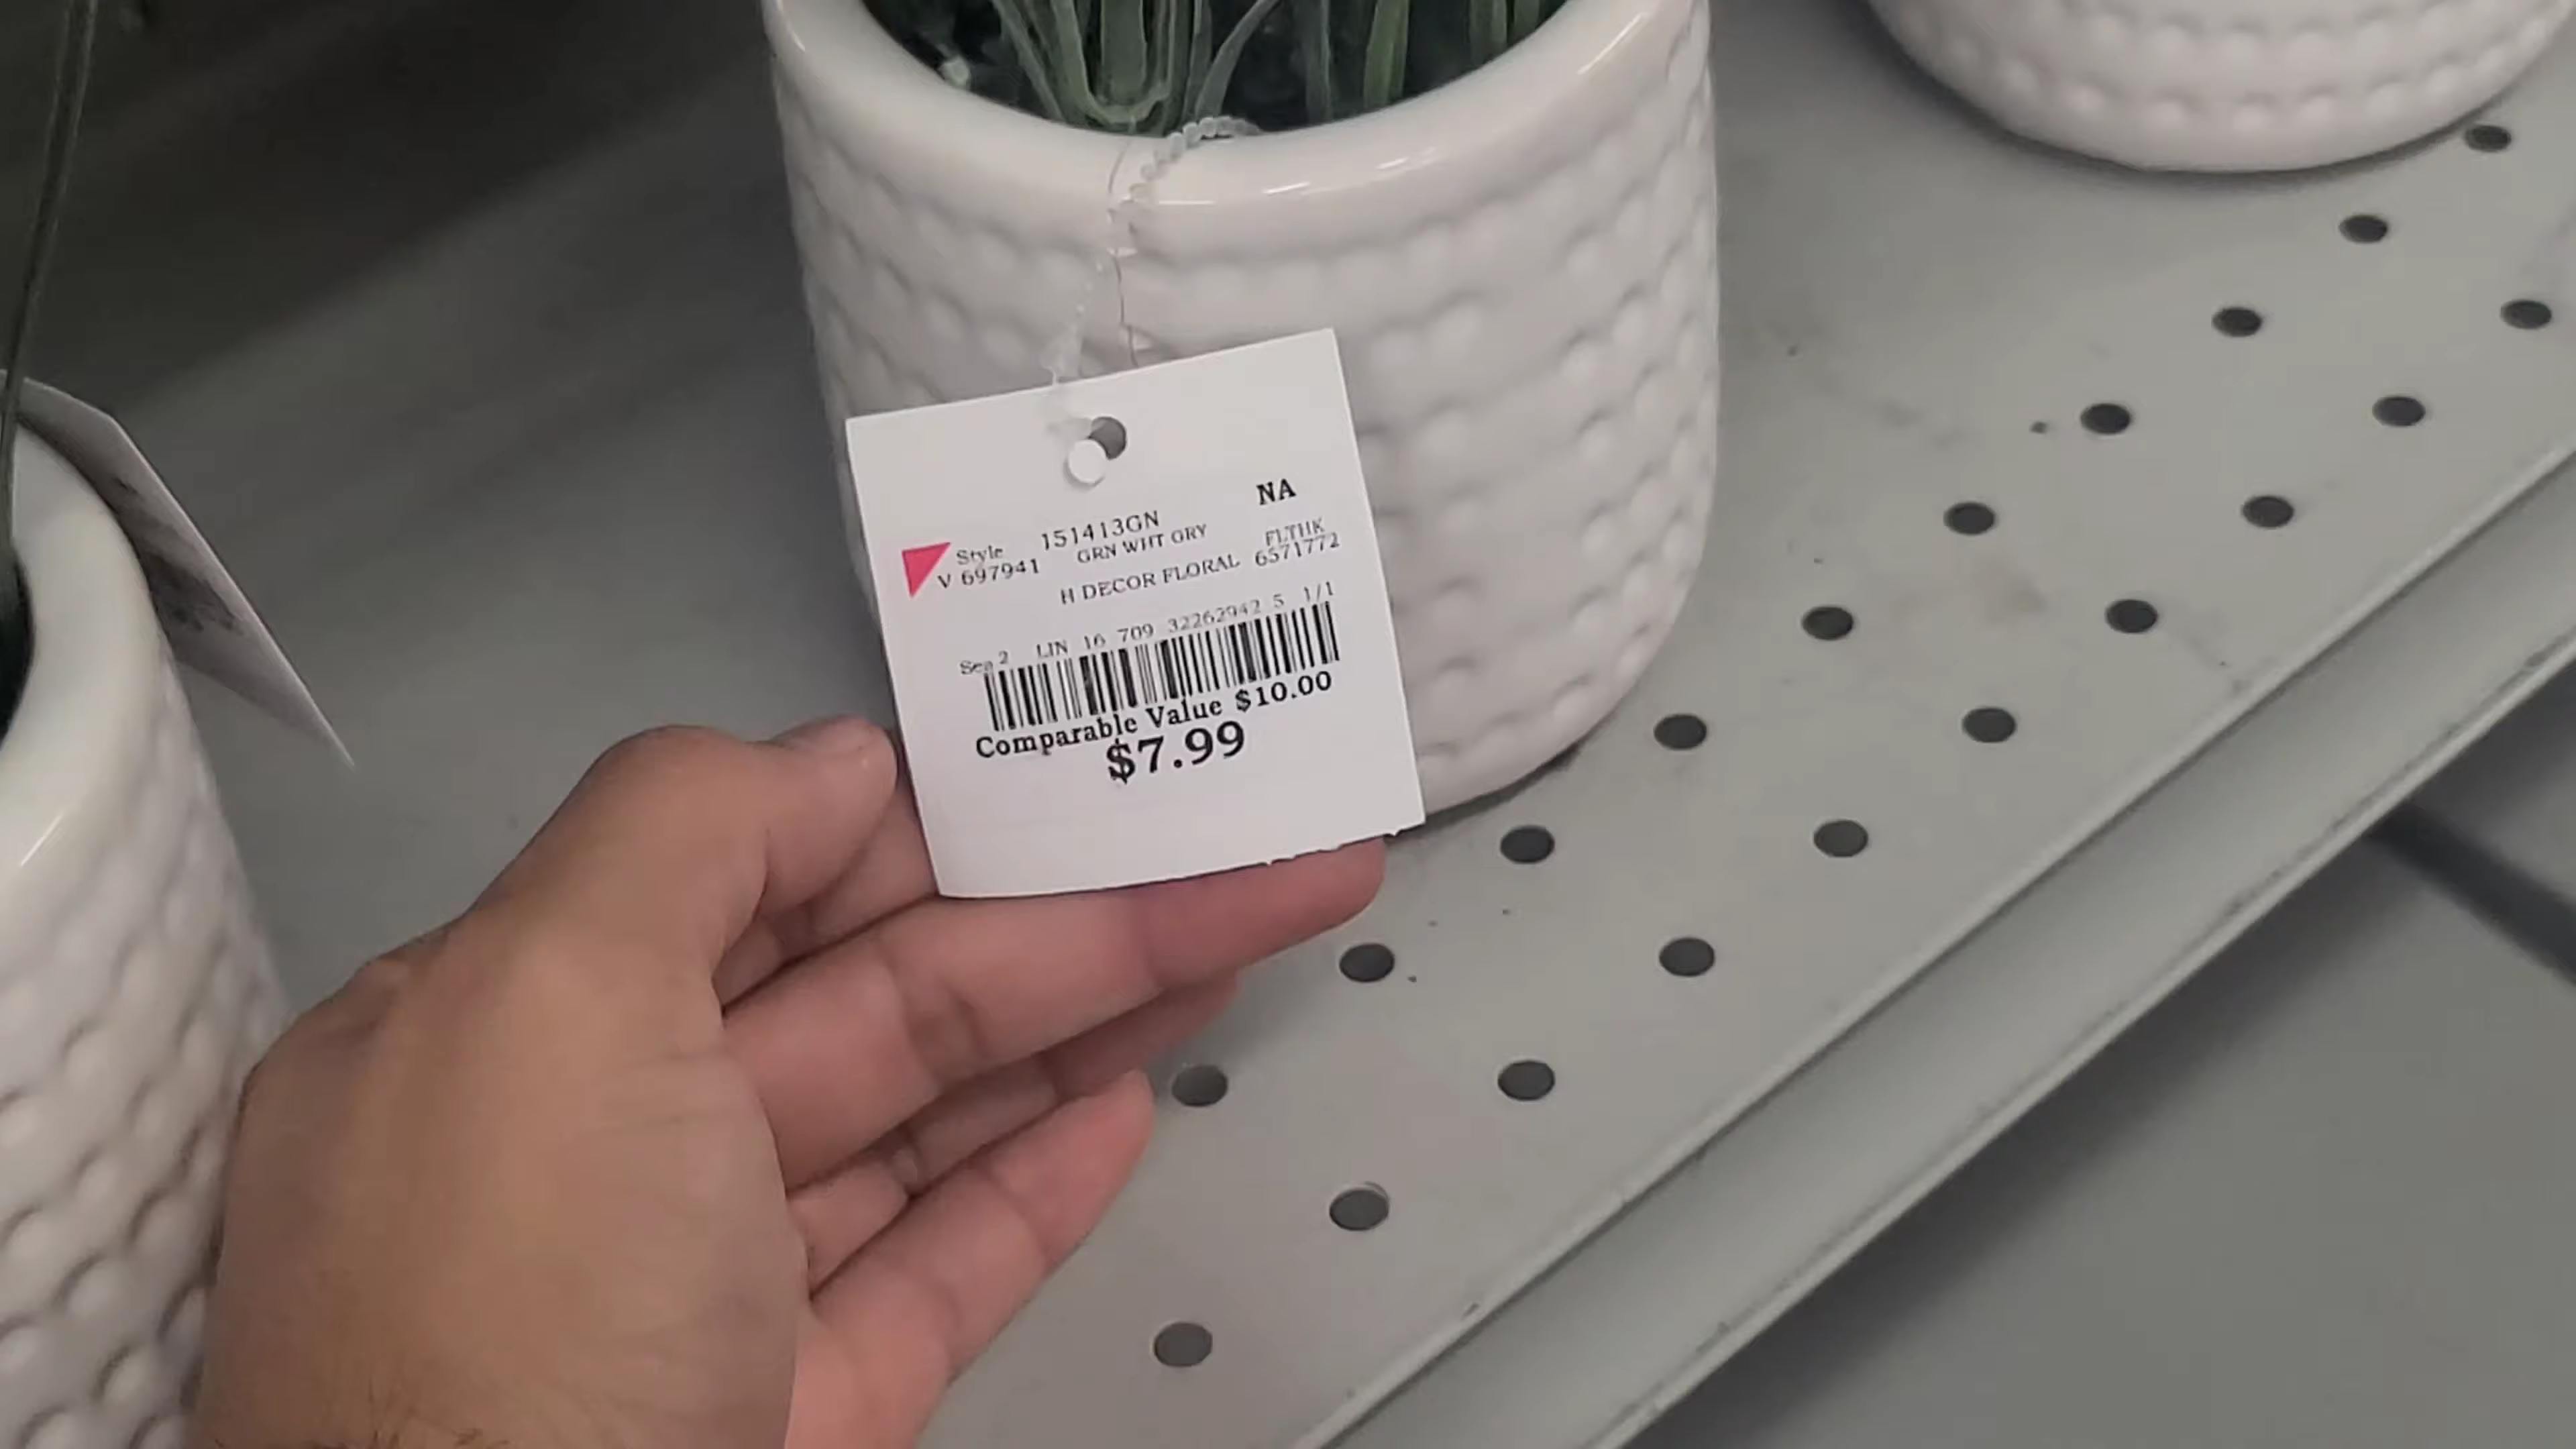 NA
Style 151413GN
GRN WHT GRY FLTHK
V 697941 6571772
H DECOR FLORAL
Sea 2 LIN 16 709 32262942 5 1/1
Comparable Value $10.00
$7.99